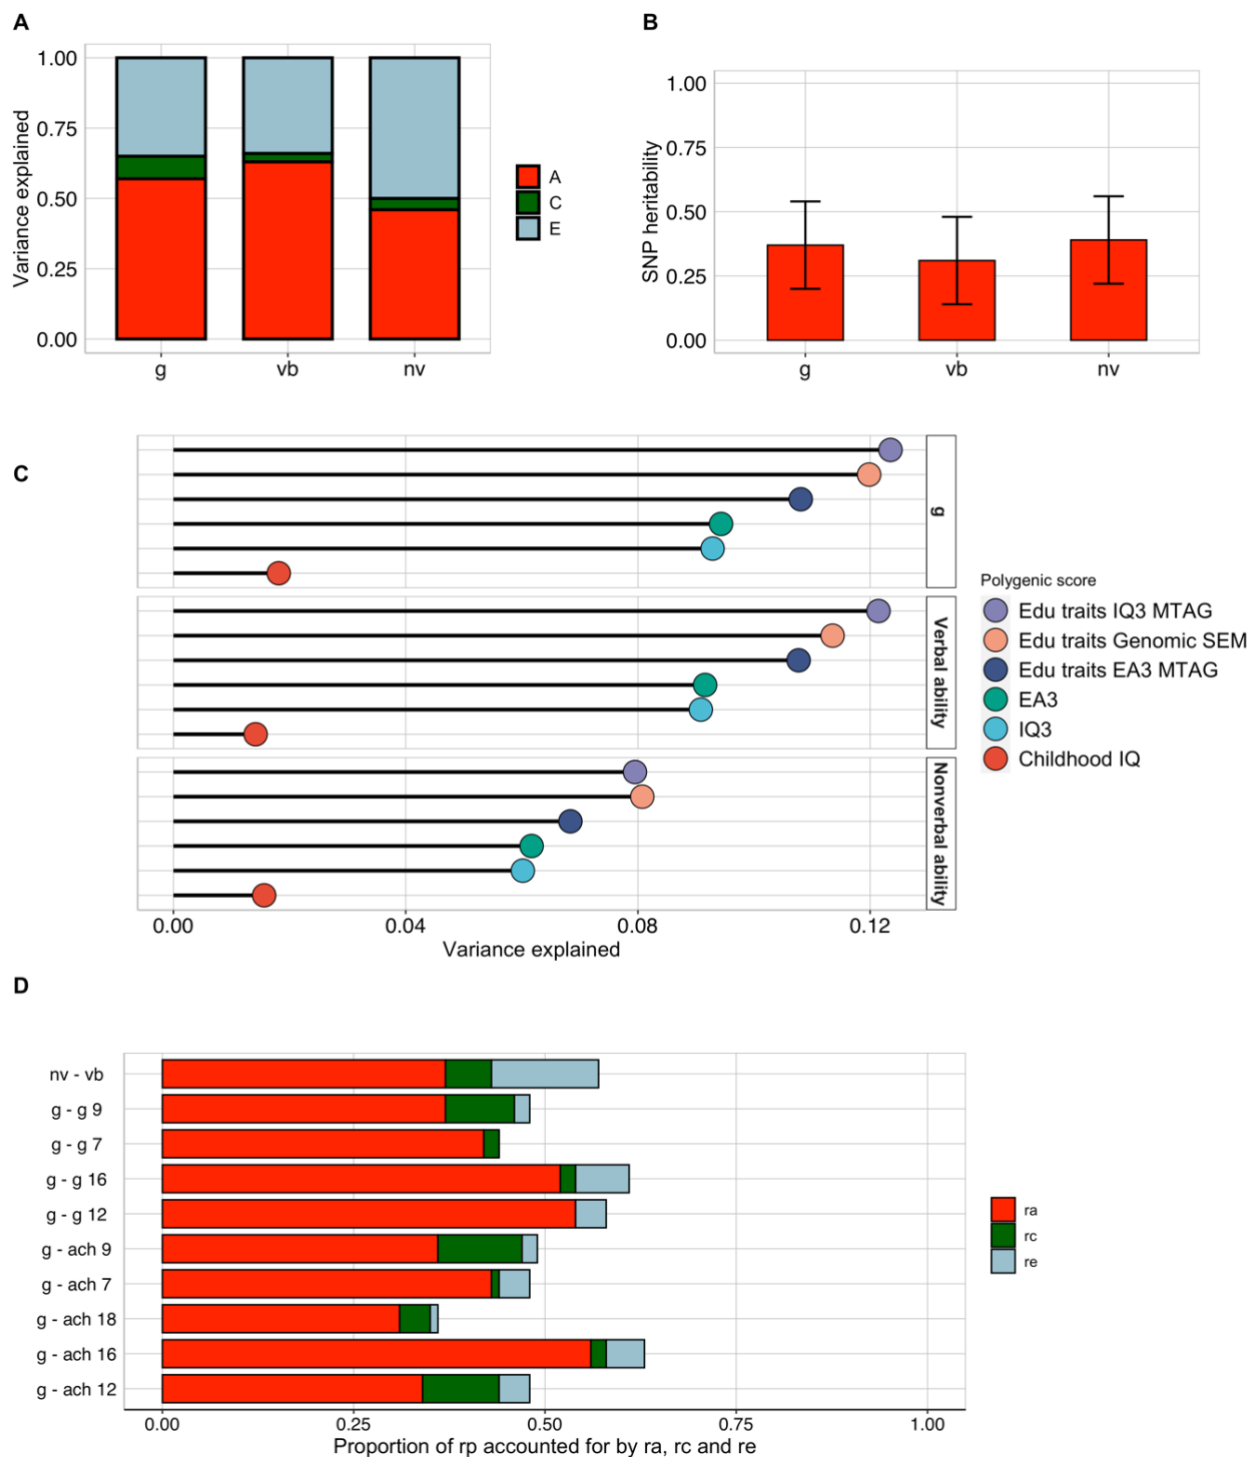 A
Variance explained
1.00
0.75
0.50
0.25
0.00
g
vb
nv
A
C
E
B
SNP heritability
1.00
0.75
0.50
0.25
0.00
g
vb
nv
C
g
Verbal ability
Nonverbal ability
0.00
0.04
0.08
0.12
Variance explained
Polygenic score
Edu traits IQ3 MTAG
Edu traits Genomic SEM
Edu traits EA3 MTAG
EA3
IQ3
Childhood IQ
D
nv - vb
g - g 9
g - g 7
g - g 16
g - g 12
g - ach 9
g - ach 7
g - ach 18
g - ach 16
g - ach 12
0.00
0.25
0.50
0.75
1.00
Proportion of rp accounted for by ra, rc and re
ra
rc
re